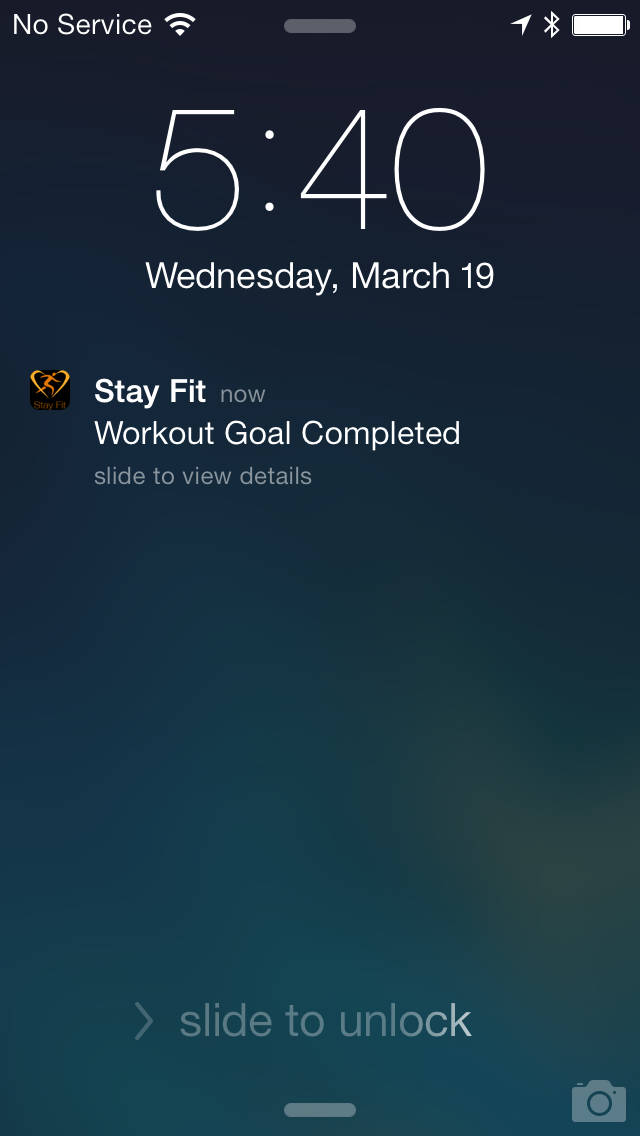 No Service
5:40
Wednesday, March 19
Stay Fit now
Stay Fit
Workout Goal Completed
slide to view details
slide to unlock